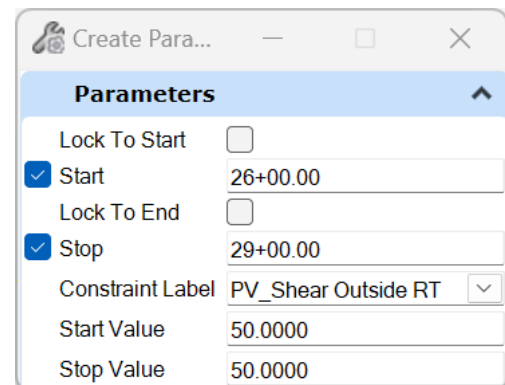 Create Para...
Parameters
Lock To Start
Start 26+00.00
Lock To End
Stop 29+00.00
Constraint Label PV_Shear Outside RT
Start Value 50.0000
Stop Value 50.0000